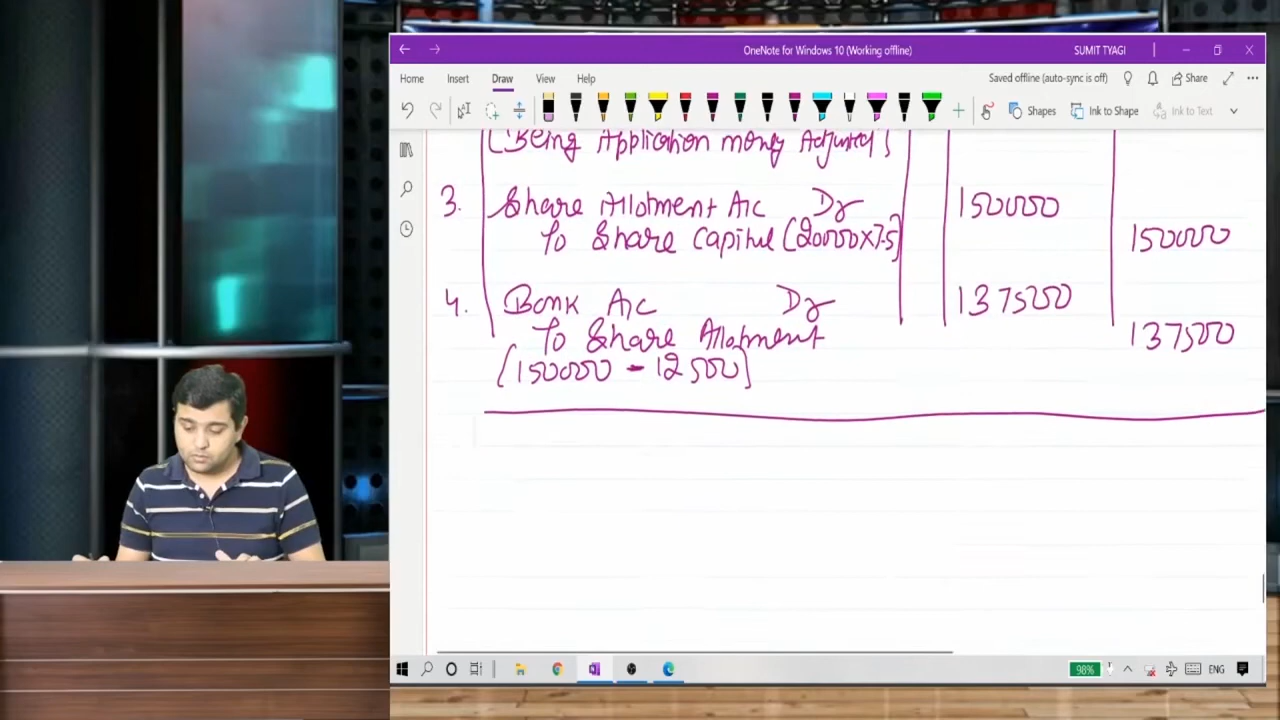 OneNote for Windows 10 (Working offline)
SUMIT TYAGI
Home Insert Draw View Help
Saved offline (auto-sync is off)
Share
Shapes
Ink to Shape
Ink to Text
(Being Application money Adjusted)
3. Share Allotment A/c Dr 150000
To Share Capital (20000x7.5) 150000
4. Bank A/c Dr 137500
To Share Allotment 137500
[150000 - 12500]
98%
ENG